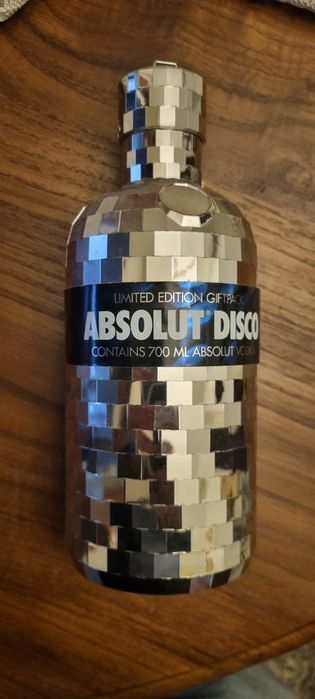 LIMITED EDITION GIFTPACK
ABSOLUT® DISCO
CONTAINS 700 ML ABSOLUT VODKA